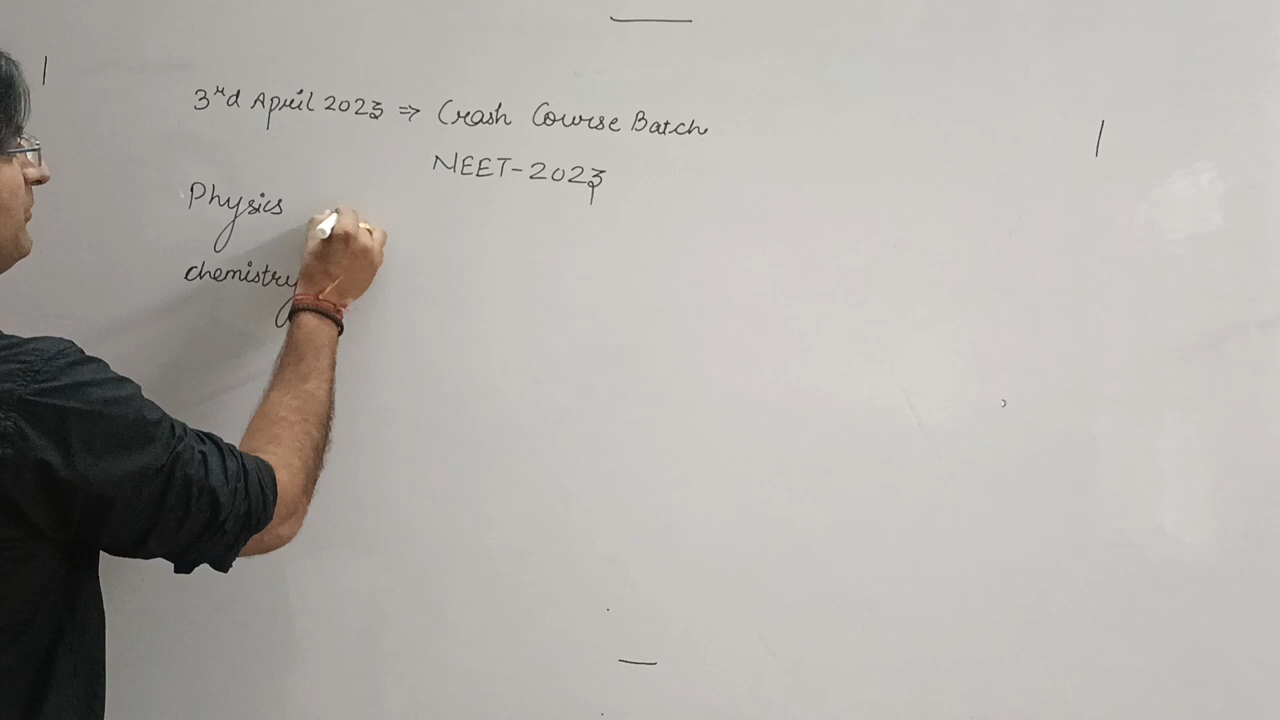 3rd April 2023 ⇒ Crash Course Batch
NEET-2023
Physics
chemistry